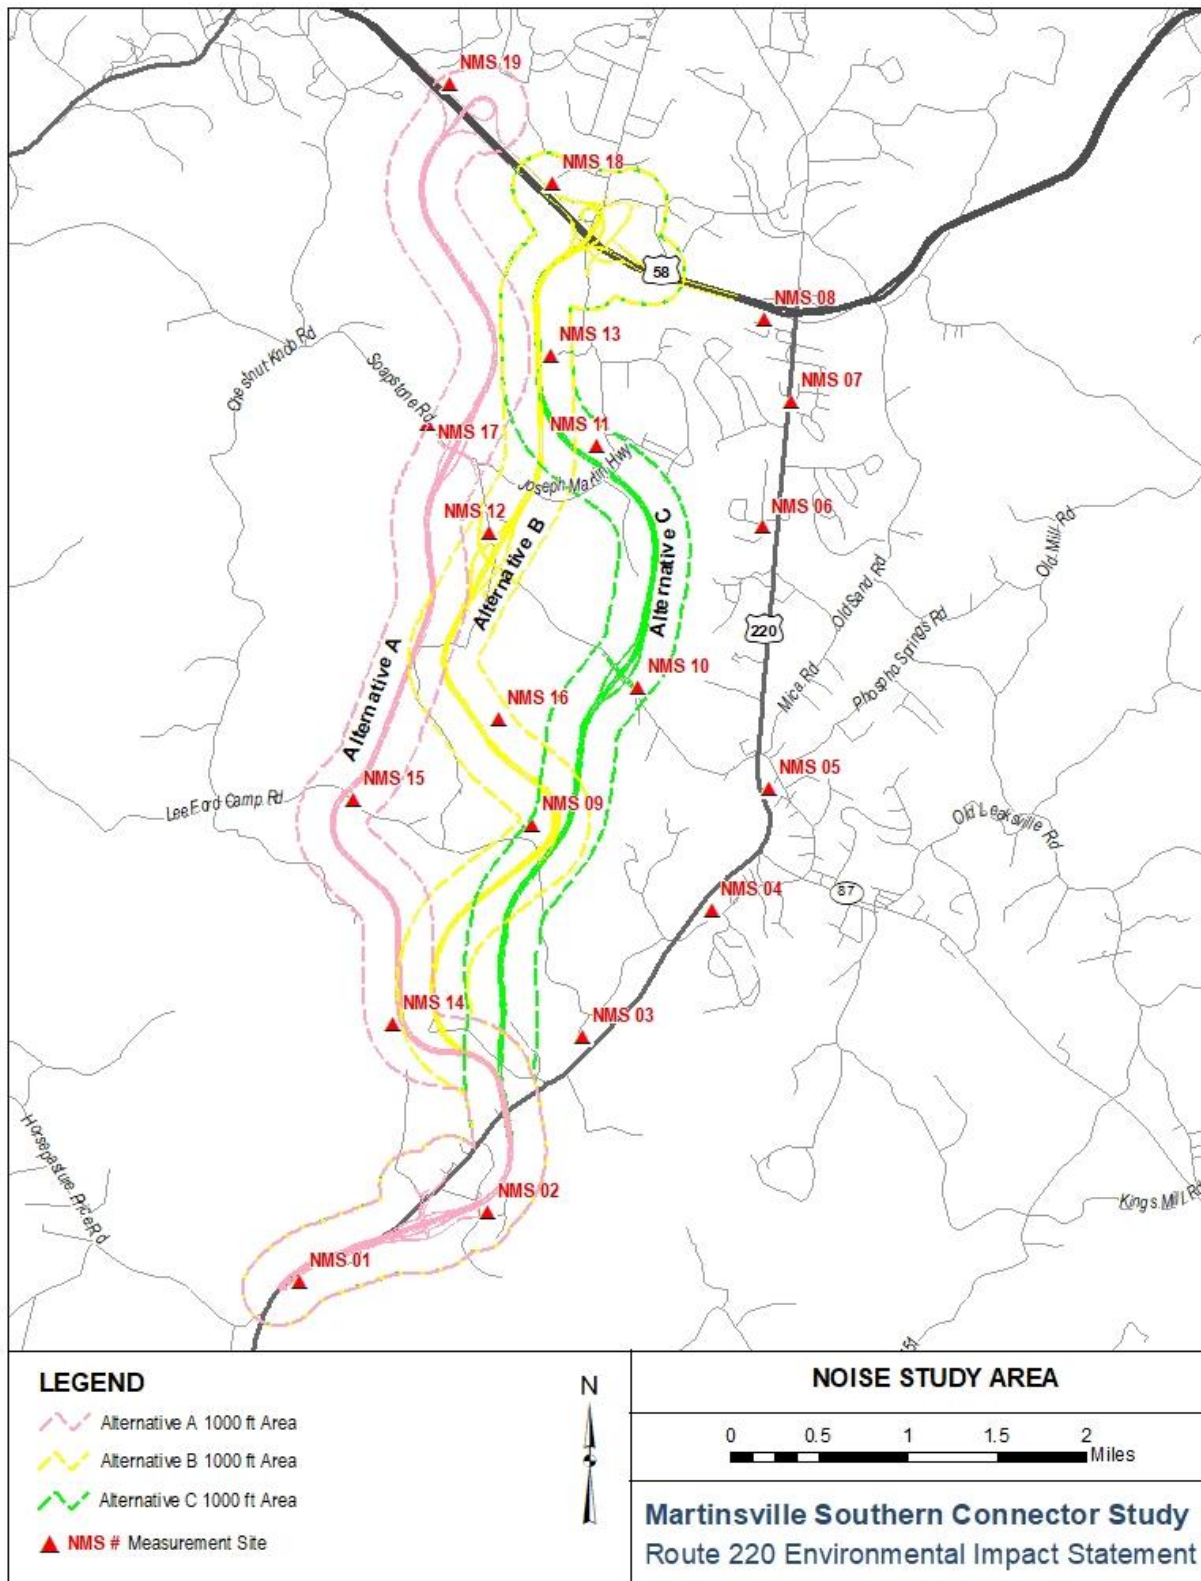 NMS 19
NMS 18
58
NMS 08
NMS 13
Chestnut Knob Rd
Soapstone Rd
NMS 07
NMS 11
NMS 17
Joseph Martin Hwy
NMS 12
NMS 06
Alternative B
Alternative C
Old Mill Rd
Old Sand Rd
220
Phospho Springs Rd
Alternative A
NMS 10
Mica Rd
NMS 16
NMS 15
NMS 05
Lee Ford Camp Rd
NMS 09
Old Leaksville Rd
87
NMS 04
NMS 14
NMS 03
Horsepasture Price Rd
NMS 02
Kings Mill Rd
NMS 01
LEGEND
Alternative A 1000 ft Area
Alternative B 1000 ft Area
Alternative C 1000 ft Area
NMS # Measurement Site
N
NOISE STUDY AREA
0 0.5 1 1.5 2
Miles
Martinsville Southern Connector Study
Route 220 Environmental Impact Statement